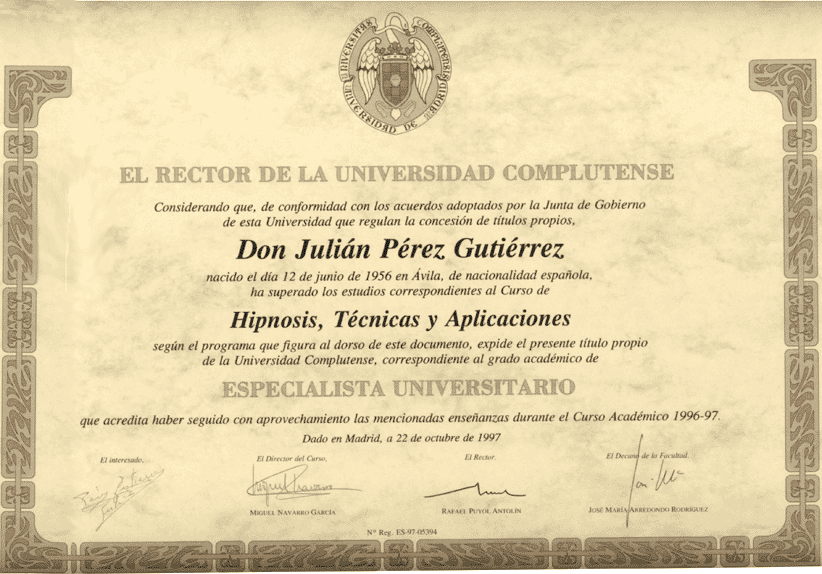 UNIVERSITAS COMPLUTENSIS MADRID
UNIVERSIDAD DE
EL RECTOR DE LA UNIVERSIDAD COMPLUTENSE
Considerando que, de conformidad con los acuerdos adoptados por la Junta de Gobierno
de esta Universidad que regulan la concesión de títulos propios,
Don Julián Pérez Gutiérrez
nacido el día 12 de junio de 1956 en Ávila, de nacionalidad española,
ha superado los estudios correspondientes al Curso de
Hipnosis, Técnicas y Aplicaciones
según el programa que figura al dorso de este documento, expide el presente título propio
de la Universidad Complutense, correspondiente al grado académico de
ESPECIALISTA UNIVERSITARIO
que acredita haber seguido con aprovechamiento las mencionadas enseñanzas durante el Curso Académico 1996-97.
Dado en Madrid, a 22 de octubre de 1997
El interesado, El Director del Curso, El Rector, El Decano de la Facultad,
MIGUEL NAVARRO GARCÍA RAFAEL PUYOL ANTOLÍN JOSÉ MARÍA ARREDONDO RODRÍGUEZ
Nº Reg. ES-97-05394